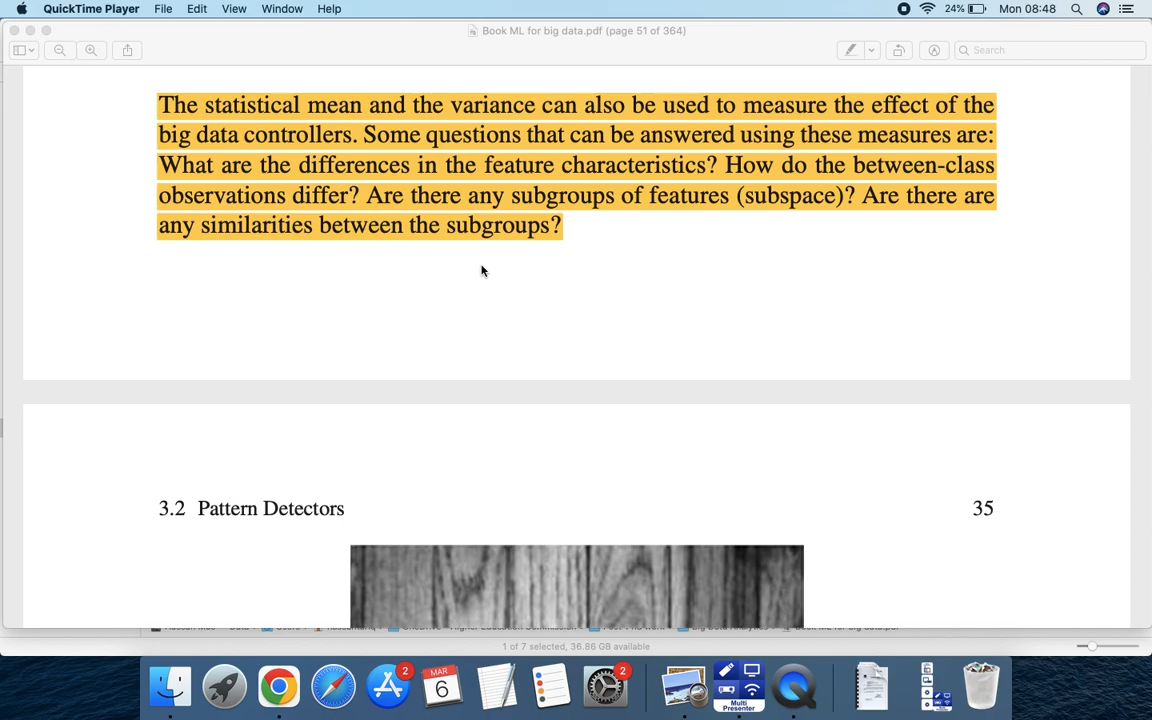 QuickTime Player File Edit View Window Help 24% Mon 08:48
Book ML for big data.pdf (page 51 of 364)
Search
The statistical mean and the variance can also be used to measure the effect of the
big data controllers. Some questions that can be answered using these measures are:
What are the differences in the feature characteristics? How do the between-class
observations differ? Are there any subgroups of features (subspace)? Are there are
any similarities between the subgroups?
3.2 Pattern Detectors 35
1 of 7 selected, 36.86 GB available
2
MAR
6
2
Multi
Presenter